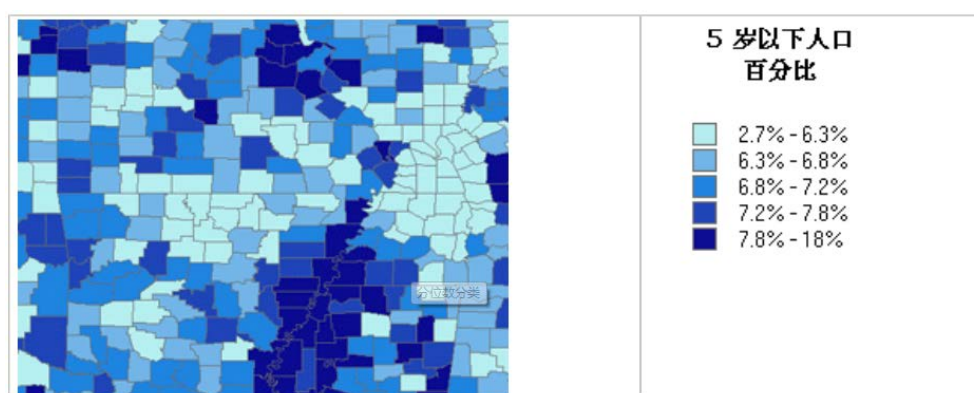 5 岁以下人口
百分比
2.7% - 6.3%
6.3% - 6.8%
6.8% - 7.2%
7.2% - 7.8%
7.8% - 18%
分位数分类